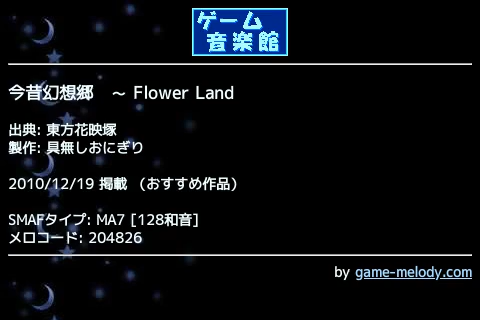 ゲーム
音楽館
今昔幻想郷　～ Flower Land
出典: 東方花映塚
製作: 具無しおにぎり
2010/12/19 掲載 （おすすめ作品）
SMAFタイプ: MA7 [128和音]
メロコード: 204826
by game-melody.com